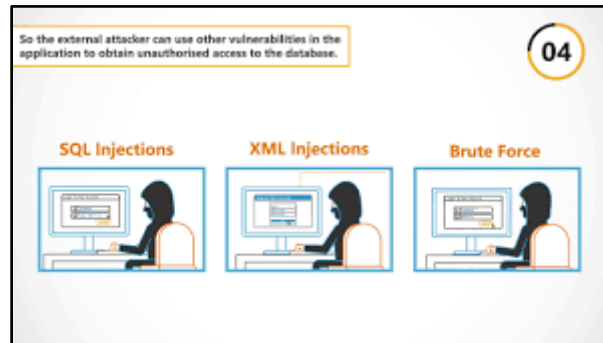 So the external attacker can use other vulnerabilities in the
application to obtain unauthorised access to the database.
04
SQL Injections
XML Injections
Brute Force